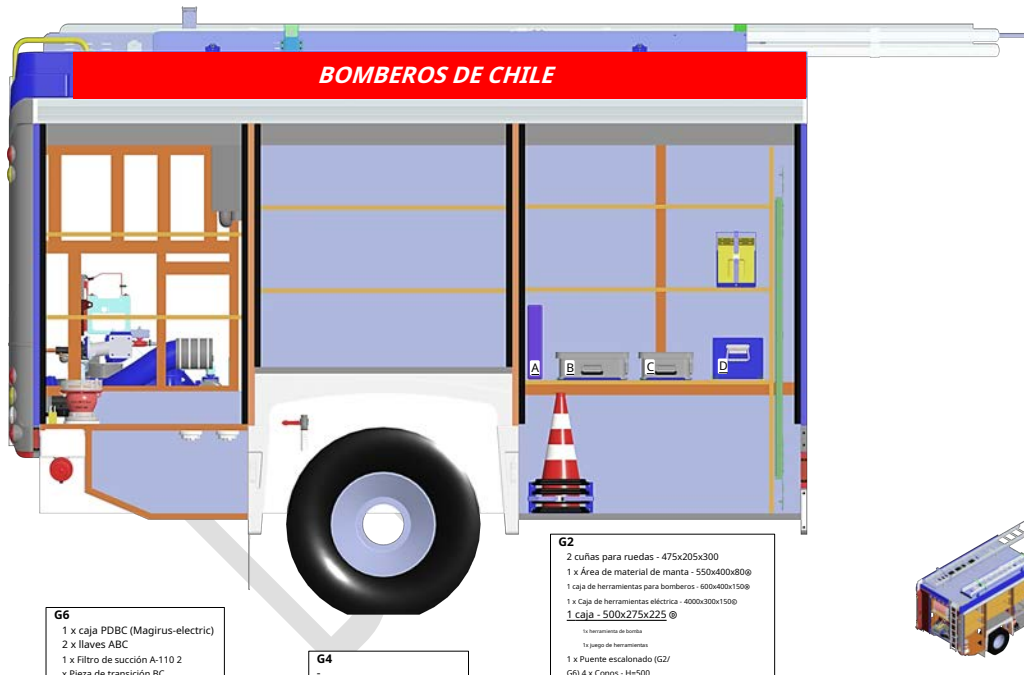 BOMBEROS DE CHILE
A
B
C
D
G2
2 cuñas para ruedas - 475x205x300
1 x Área de material de manta - 550x400x80Ⓐ
1 caja de herramientas para bomberos - 600x400x150Ⓑ
1 x Caja de herramientas eléctrica - 4000x300x150Ⓒ
1 caja - 500x275x225 Ⓓ
1x herramienta de bomba
1x juego de herramientas
1 x Puente escalonado (G2/
G6) 4 x Conos - H=500
G6
1 x caja PDBC (Magirus-electric)
2 x llaves ABC
1 x Filtro de succión A-110 2
x Pieza de transición BC
G4
-